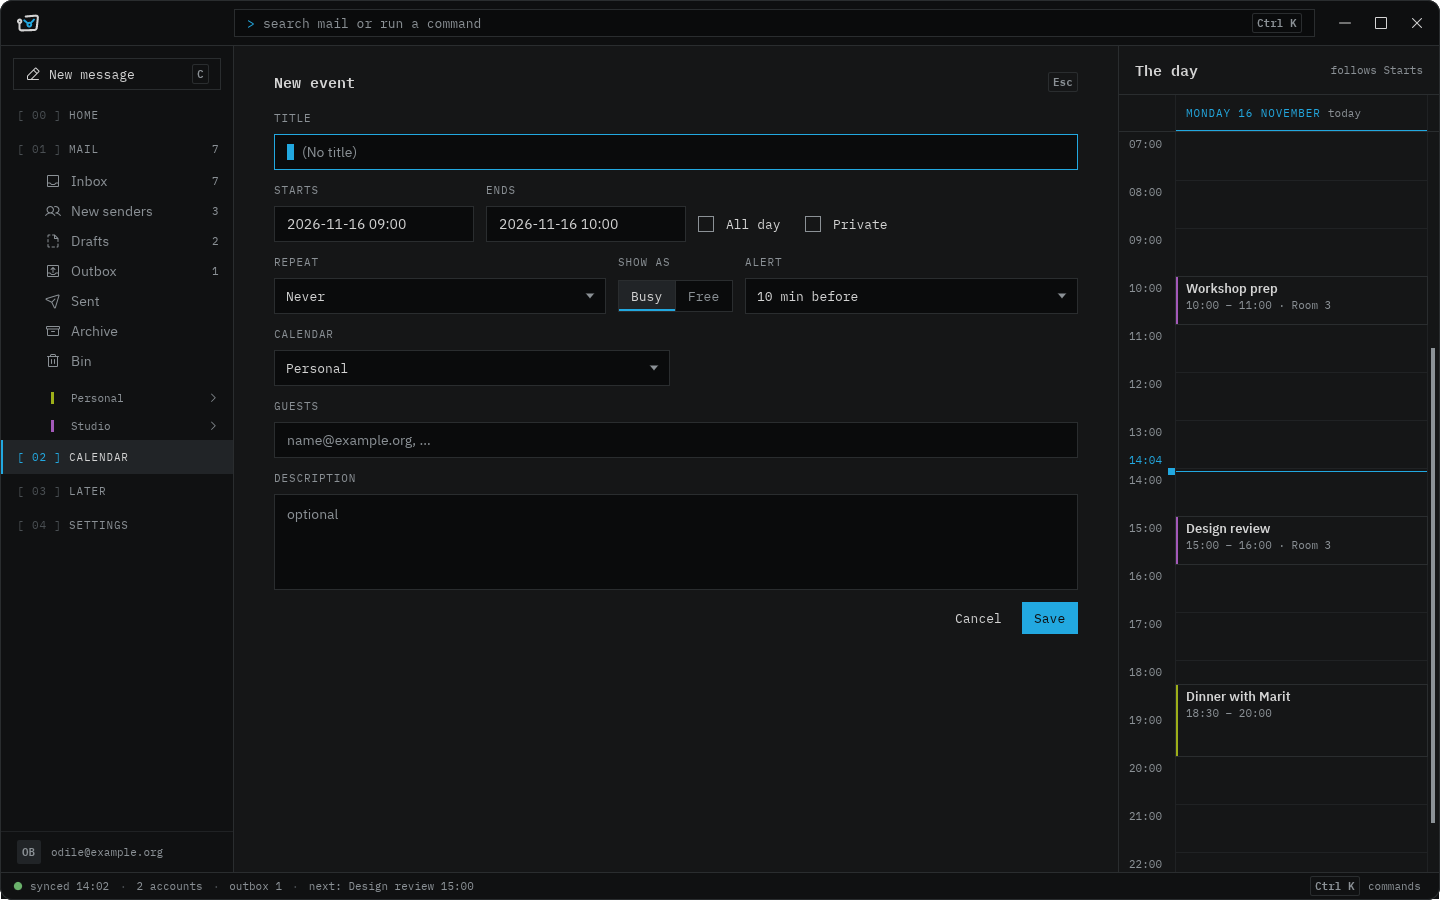 > search mail or run a command Ctrl K
New message C
[ 00 ] HOME
[ 01 ] MAIL 7
Inbox 7
New senders 3
Drafts 2
Outbox 1
Sent
Archive
Bin
Personal
Studio
[ 02 ] CALENDAR
[ 03 ] LATER
[ 04 ] SETTINGS
OB odile@example.org
New event Esc
TITLE
(No title)
STARTS ENDS
2026-11-16 09:00 2026-11-16 10:00 All day Private
REPEAT SHOW AS ALERT
Never Busy Free 10 min before
CALENDAR
Personal
GUESTS
name@example.org, ...
DESCRIPTION
optional
Cancel Save
The day follows Starts
MONDAY 16 NOVEMBER today
07:00
08:00
09:00
10:00 Workshop prep
10:00 – 11:00 · Room 3
11:00
12:00
13:00
14:04
14:00
15:00 Design review
15:00 – 16:00 · Room 3
16:00
17:00
18:00
Dinner with Marit
18:30 – 20:00
19:00
20:00
21:00
22:00
synced 14:02 · 2 accounts · outbox 1 · next: Design review 15:00 Ctrl K commands